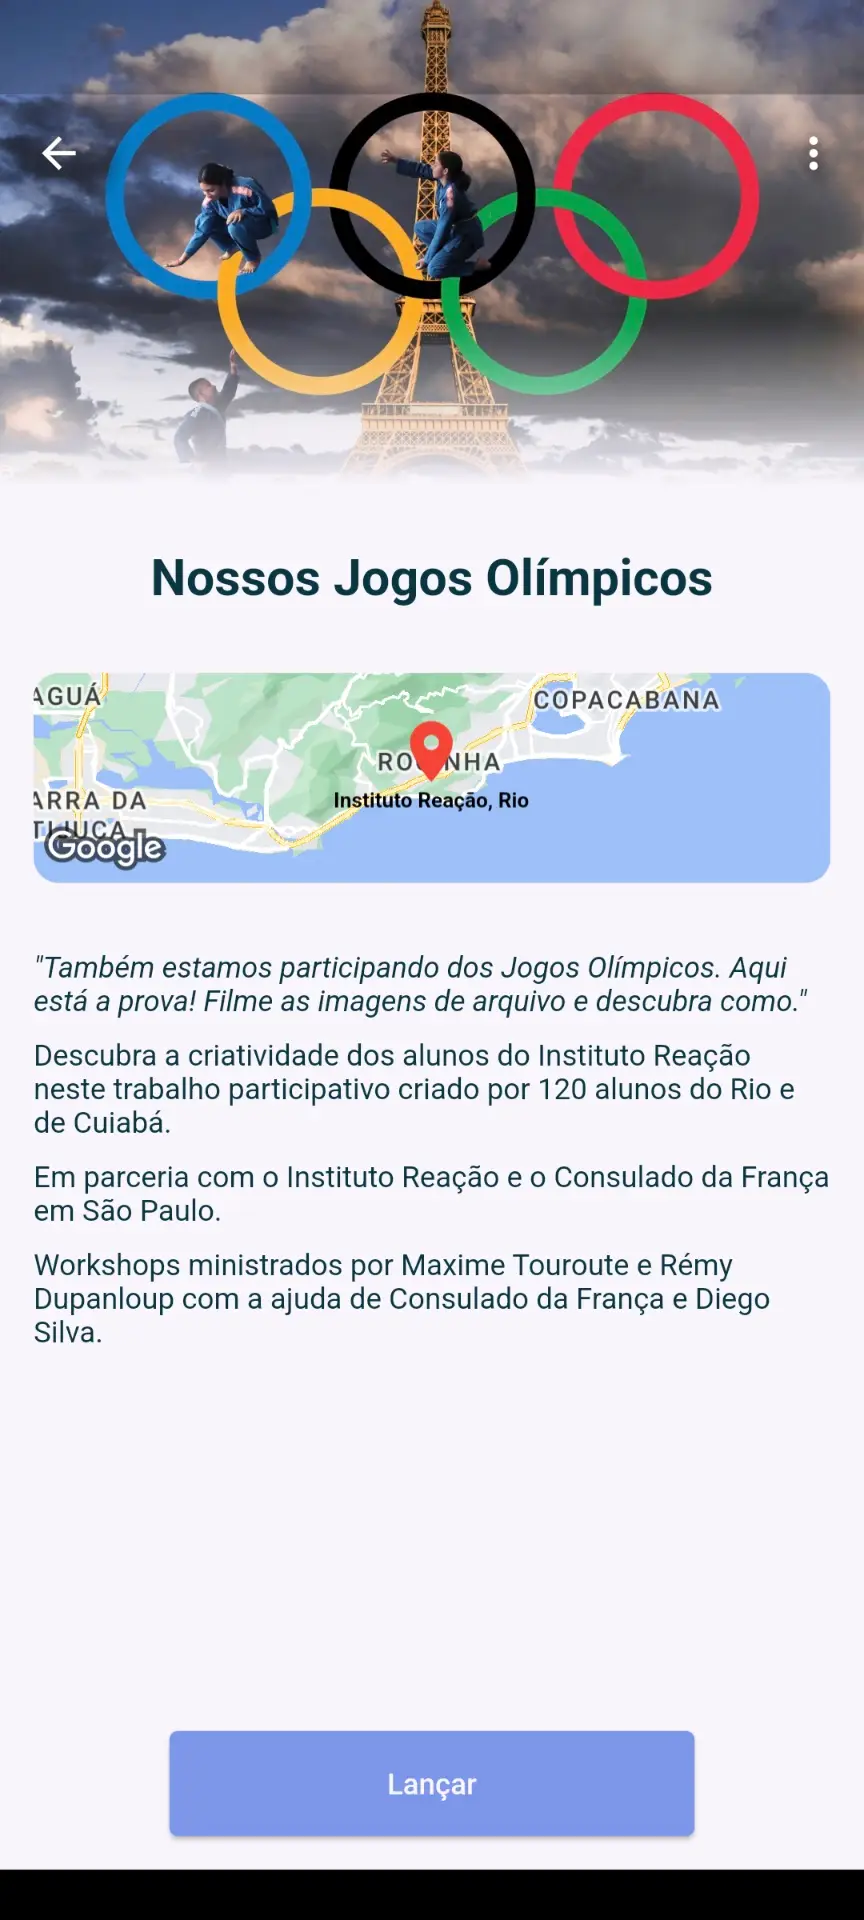 Nossos Jogos Olímpicos
AGUÁ
COPACABANA
ARRA DA
TIJUCA
Instituto Reação, Rio
Google
"Também estamos participando dos Jogos Olímpicos. Aqui
está a prova! Filme as imagens de arquivo e descubra como."
Descubra a criatividade dos alunos do Instituto Reação
neste trabalho participativo criado por 120 alunos do Rio e
de Cuiabá.
Em parceria com o Instituto Reação e o Consulado da França
em São Paulo.
Workshops ministrados por Maxime Touroute e Rémy
Dupanloup com a ajuda de Consulado da França e Diego
Silva.
Lançar